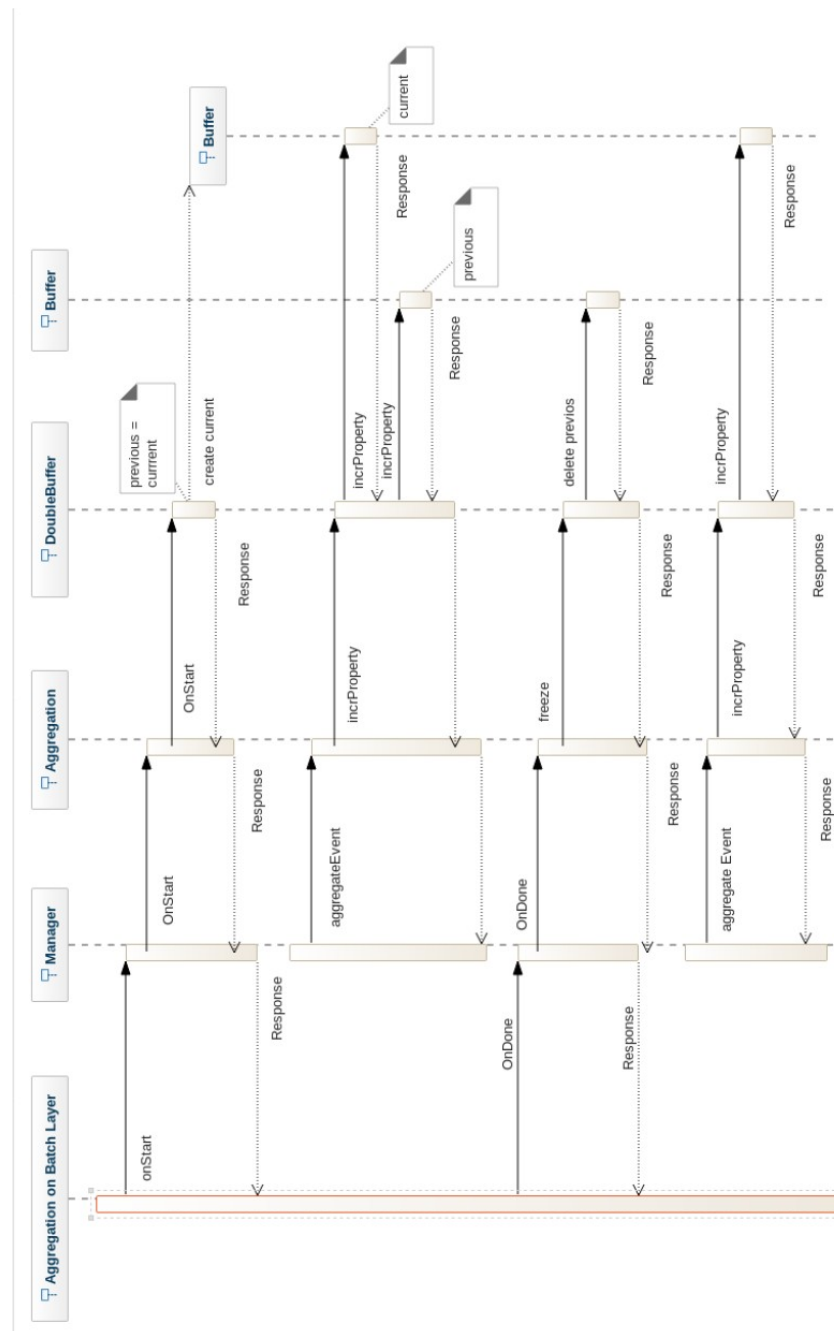 Aggregation on Batch Layer
Manager
Aggregation
DoubleBuffer
Buffer
previous =
currrent
onStart
OnStart
OnStart
create current
Buffer
Response
Response
Response
aggregateEvent
incrProperty
incrProperty
current
Response
incrProperty
previous
Response
OnDone
OnDone
freeze
delete previos
Response
Response
Response
Response
aggregate Event
incrProperty
incrProperty
Response
Response
Response